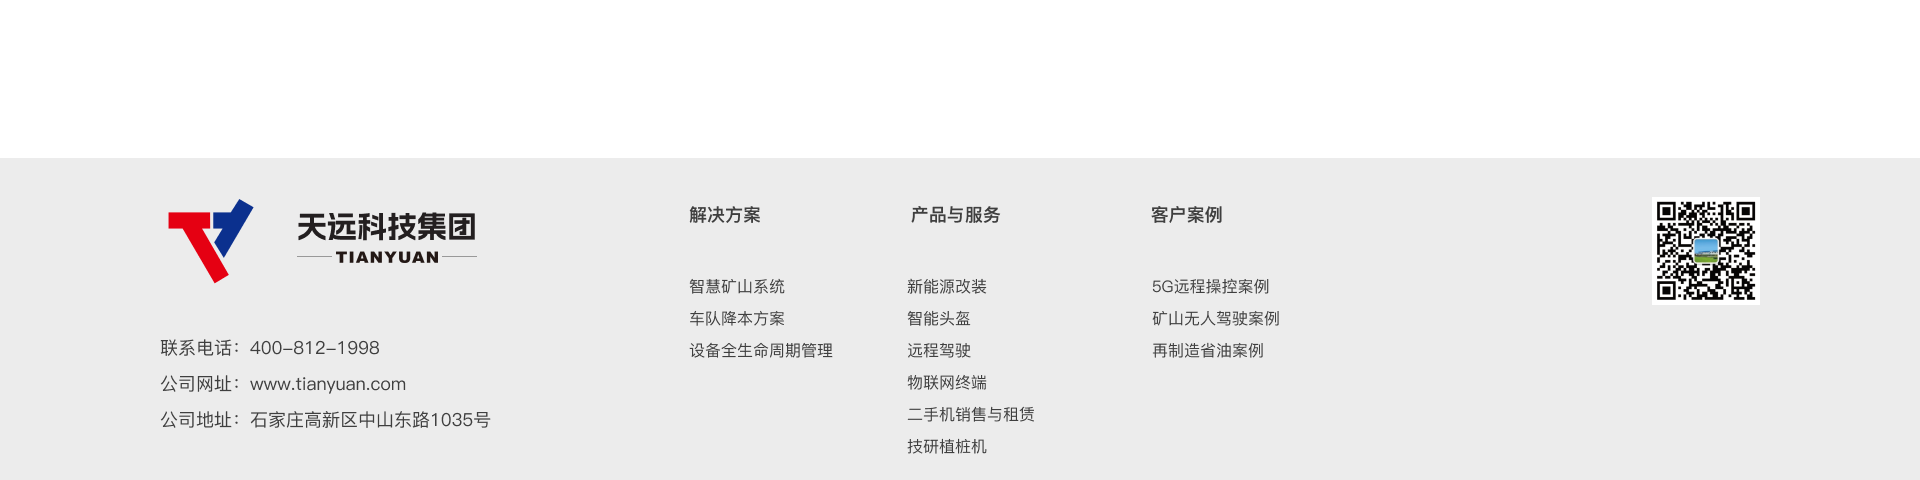 天远科技集团
TIANYUAN
联系电话：400-812-1998
公司网址：www.tianyuan.com
公司地址：石家庄高新区中山东路1035号
解决方案
智慧矿山系统
车队降本方案
设备全生命周期管理
产品与服务
新能源改装
智能头盔
远程驾驶
物联网终端
二手机销售与租赁
技研植桩机
客户案例
5G远程操控案例
矿山无人驾驶案例
再制造省油案例